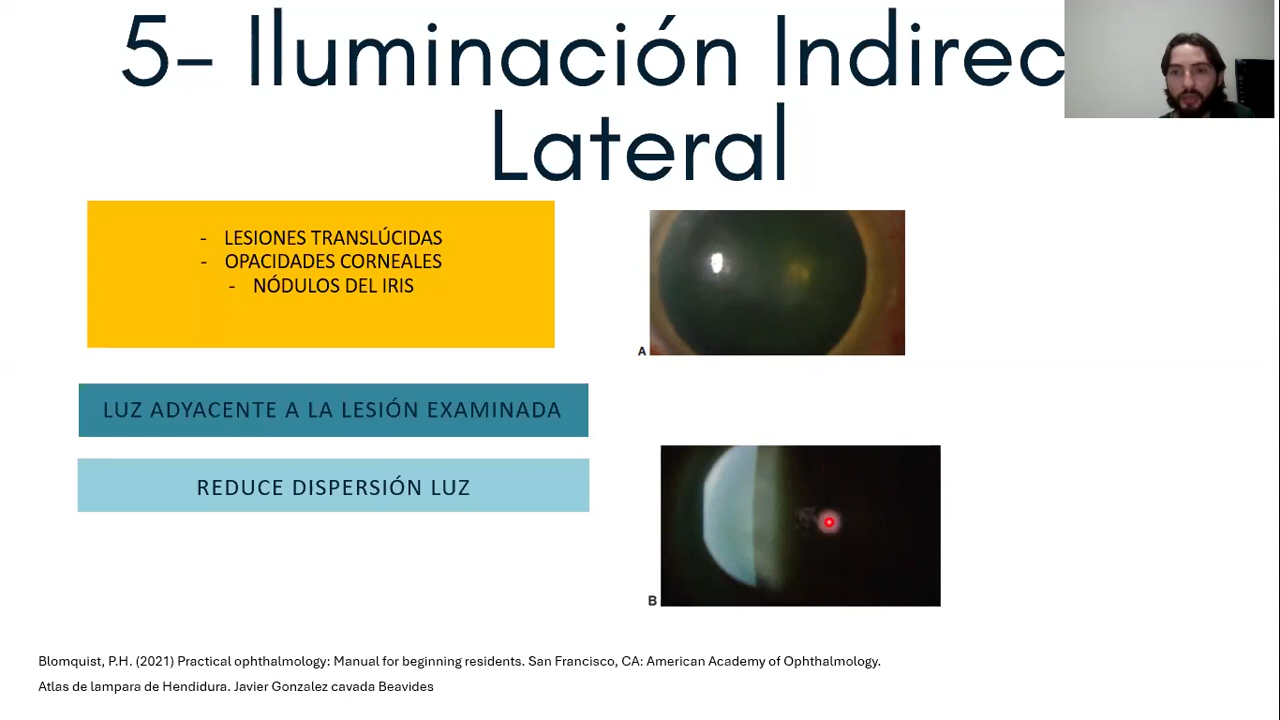 5- Iluminación Indirec
Lateral
- LESIONES TRANSLÚCIDAS
- OPACIDADES CORNEALES
- NÓDULOS DEL IRIS
A
LUZ ADYACENTE A LA LESIÓN EXAMINADA
REDUCE DISPERSIÓN LUZ
B
Blomquist, P.H. (2021) Practical ophthalmology: Manual for beginning residents. San Francisco, CA: American Academy of Ophthalmology.
Atlas de lampara de Hendidura. Javier Gonzalez cavada Beavides